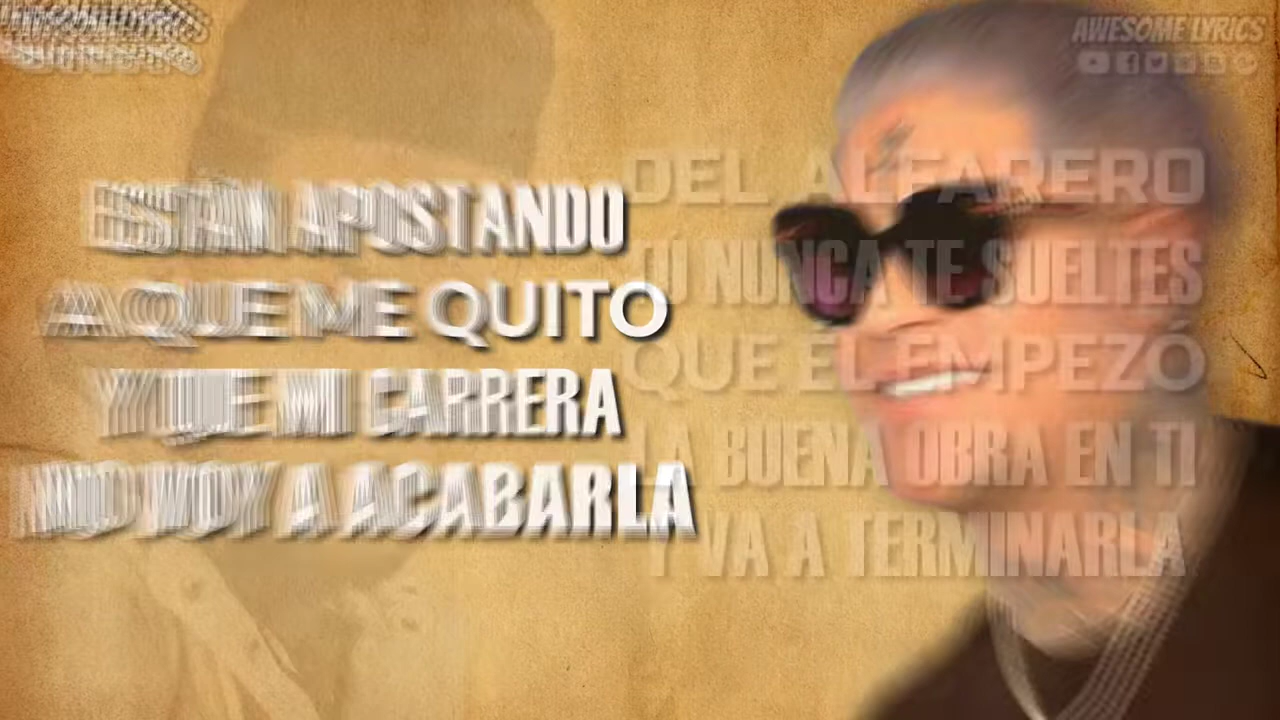 AWESOME LYRICS
ESTÁN APOSTANDO
A QUE ME QUITO
Y QUE MI CARRERA
NO VOY A ACABARLA
DEL ALFARERO
TÚ NUNCA TE SUELTES
QUE EL EMPEZÓ
LA BUENA OBRA EN TI
Y VA A TERMINARLA